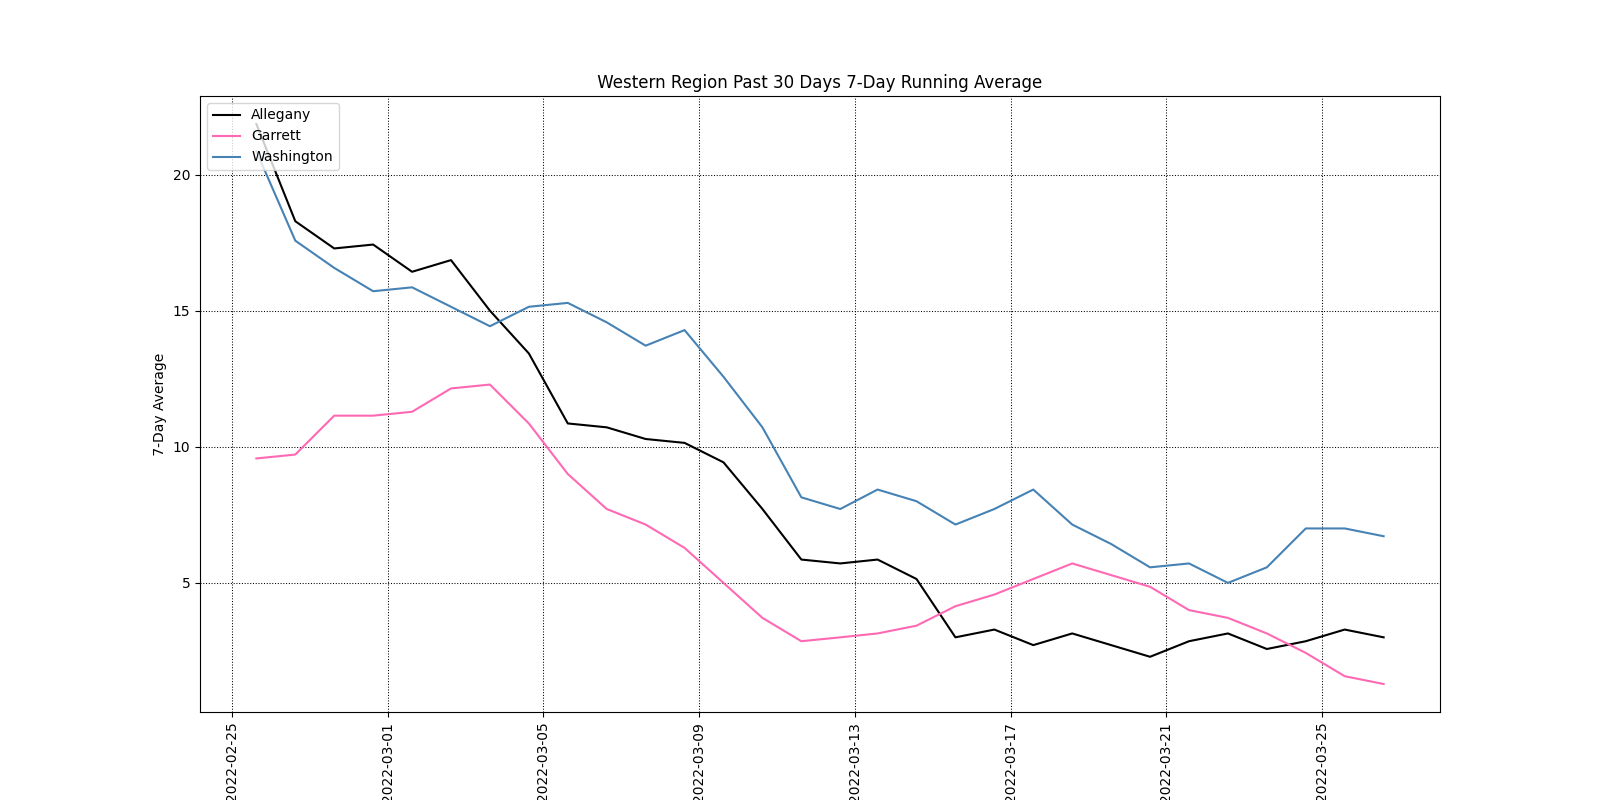 Western Region Past 30 Days 7-Day Running Average
Allegany
Garrett
Washington
7-Day Average
20
15
10
5
2022-02-25
2022-03-01
2022-03-05
2022-03-09
2022-03-13
2022-03-17
2022-03-21
2022-03-25